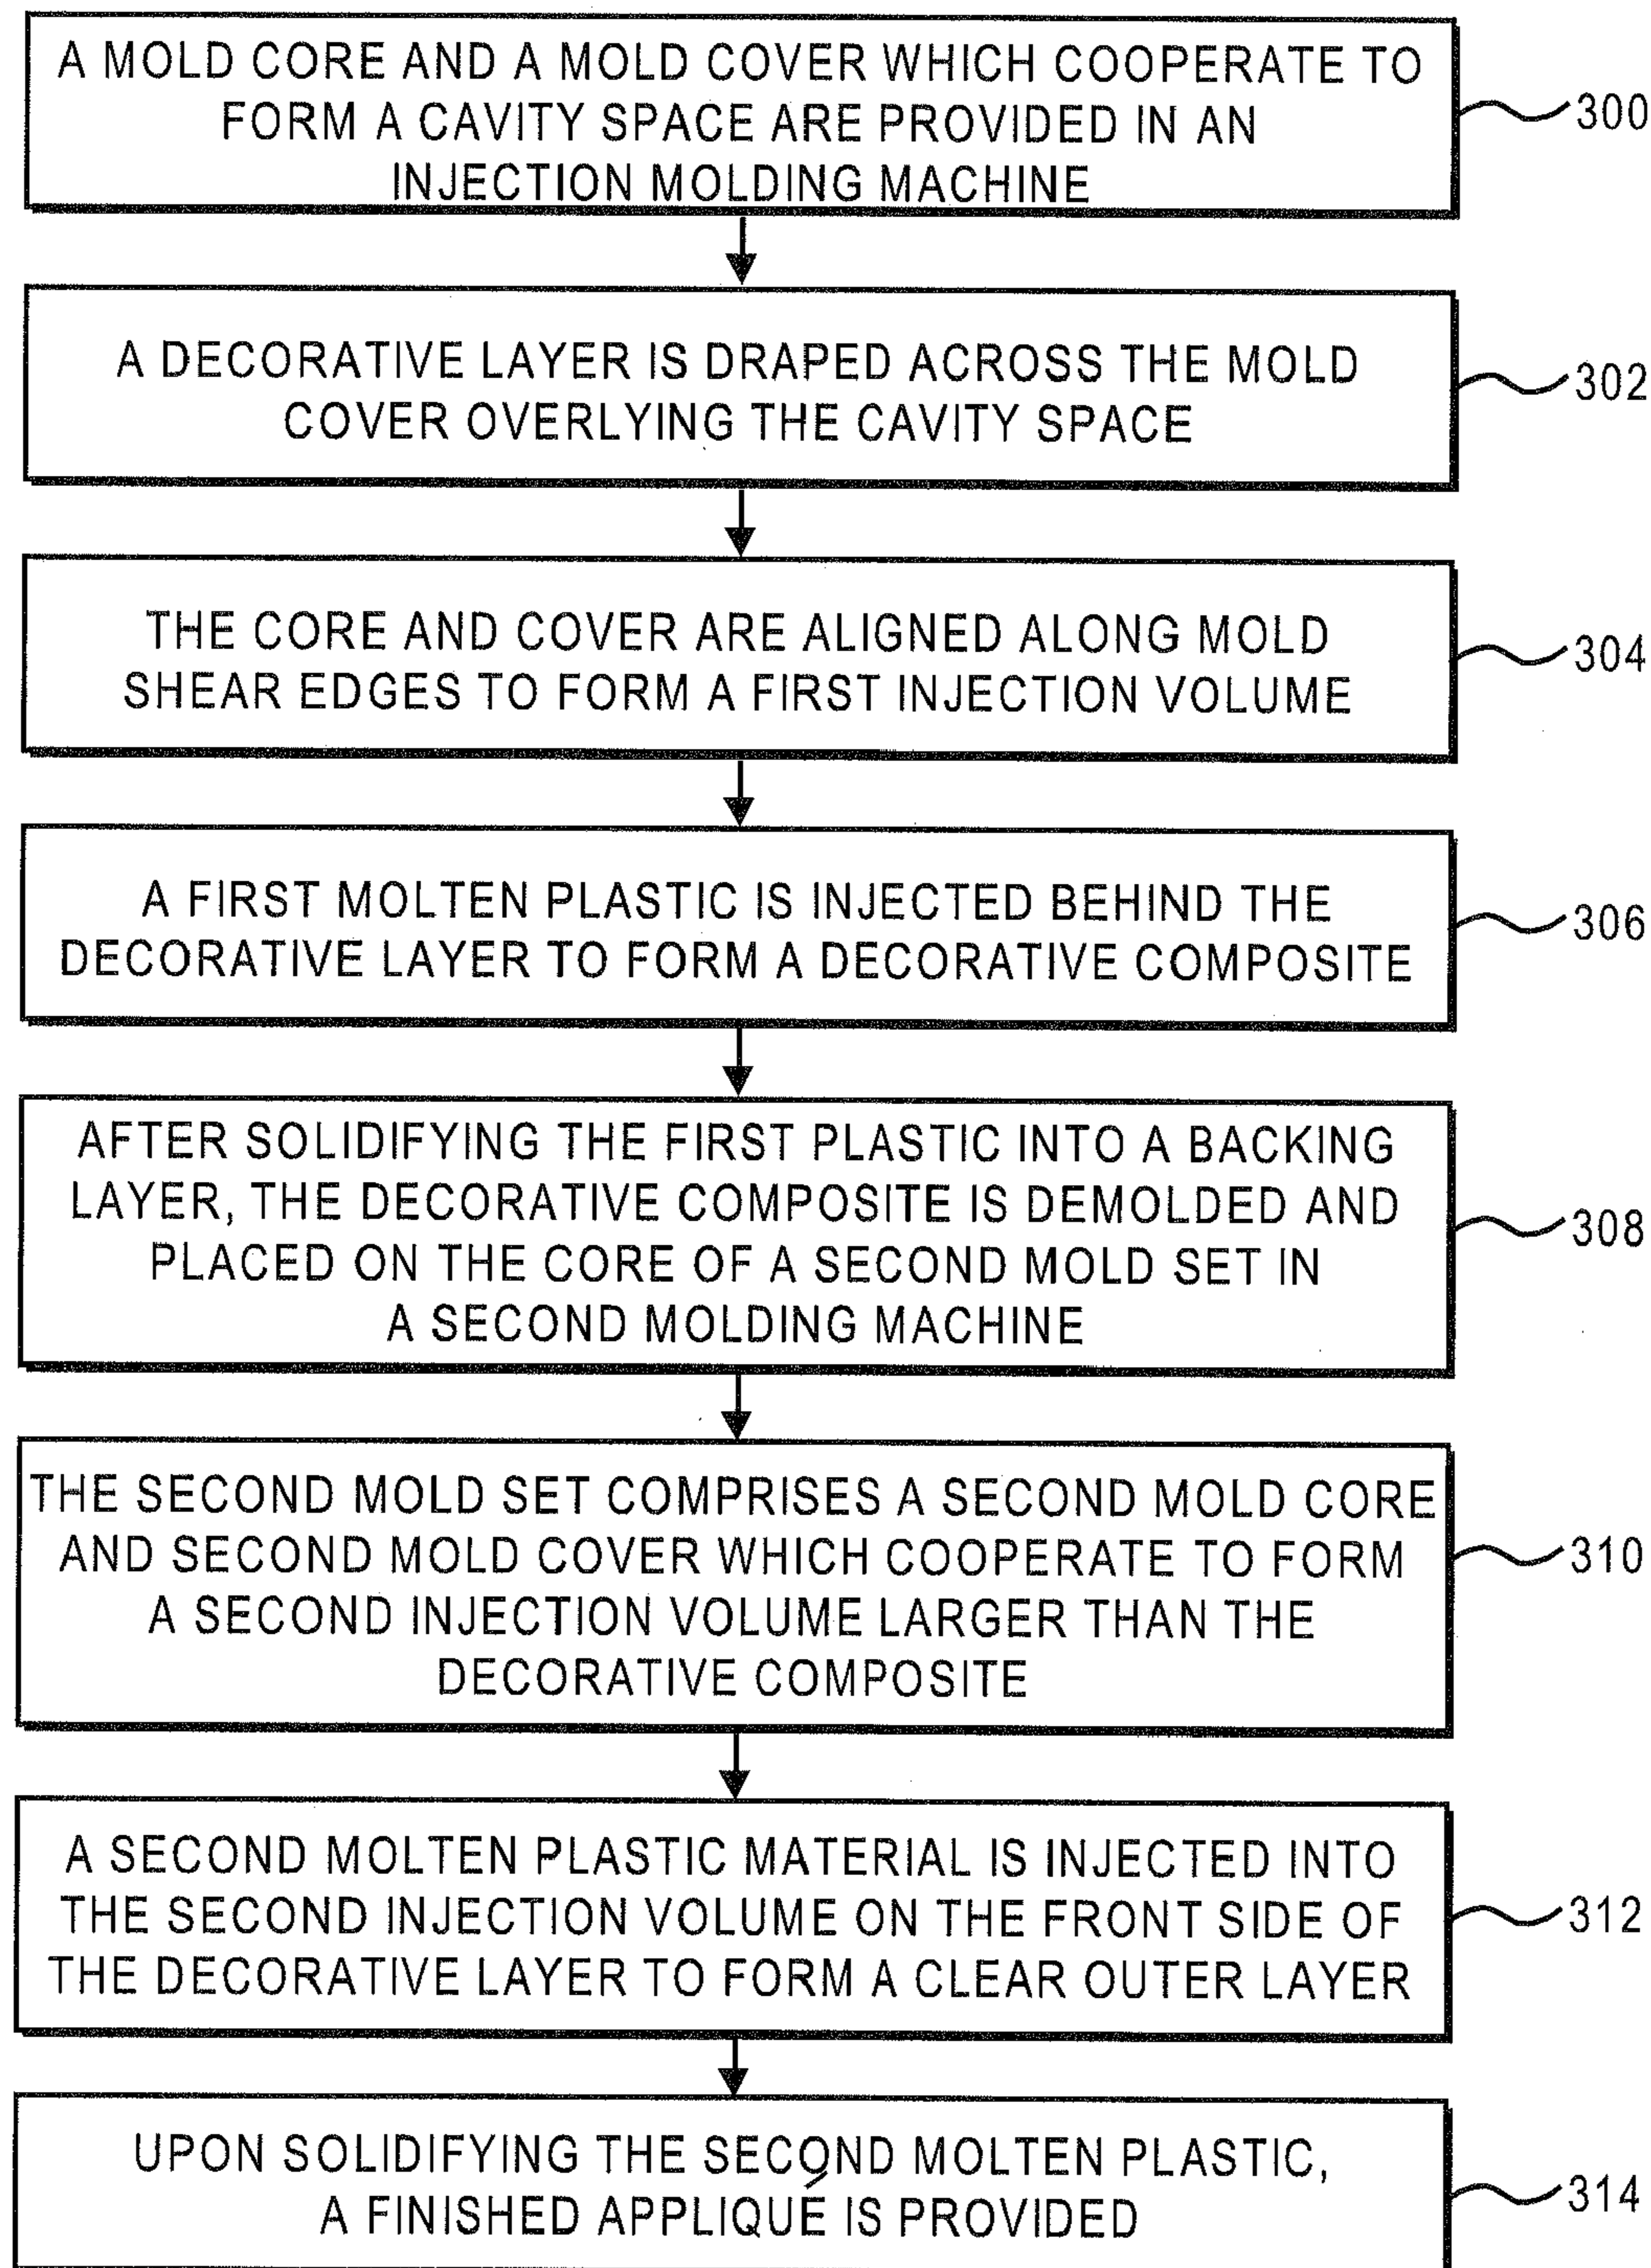 A MOLD CORE AND A MOLD COVER WHICH COOPERATE TO
FORM A CAVITY SPACE ARE PROVIDED IN AN
INJECTION MOLDING MACHINE
300
A DECORATIVE LAYER IS DRAPED ACROSS THE MOLD
COVER OVERLYING THE CAVITY SPACE
302
THE CORE AND COVER ARE ALIGNED ALONG MOLD
SHEAR EDGES TO FORM A FIRST INJECTION VOLUME
304
A FIRST MOLTEN PLASTIC IS INJECTED BEHIND THE
DECORATIVE LAYER TO FORM A DECORATIVE COMPOSITE
306
AFTER SOLIDIFYING THE FIRST PLASTIC INTO A BACKING
LAYER, THE DECORATIVE COMPOSITE IS DEMOLDED AND
PLACED ON THE CORE OF A SECOND MOLD SET IN
A SECOND MOLDING MACHINE
308
THE SECOND MOLD SET COMPRISES A SECOND MOLD CORE
AND SECOND MOLD COVER WHICH COOPERATE TO FORM
A SECOND INJECTION VOLUME LARGER THAN THE
DECORATIVE COMPOSITE
310
A SECOND MOLTEN PLASTIC MATERIAL IS INJECTED INTO
THE SECOND INJECTION VOLUME ON THE FRONT SIDE OF
THE DECORATIVE LAYER TO FORM A CLEAR OUTER LAYER
312
UPON SOLIDIFYING THE SECOND MOLTEN PLASTIC,
A FINISHED APPLIQUÉ IS PROVIDED
314